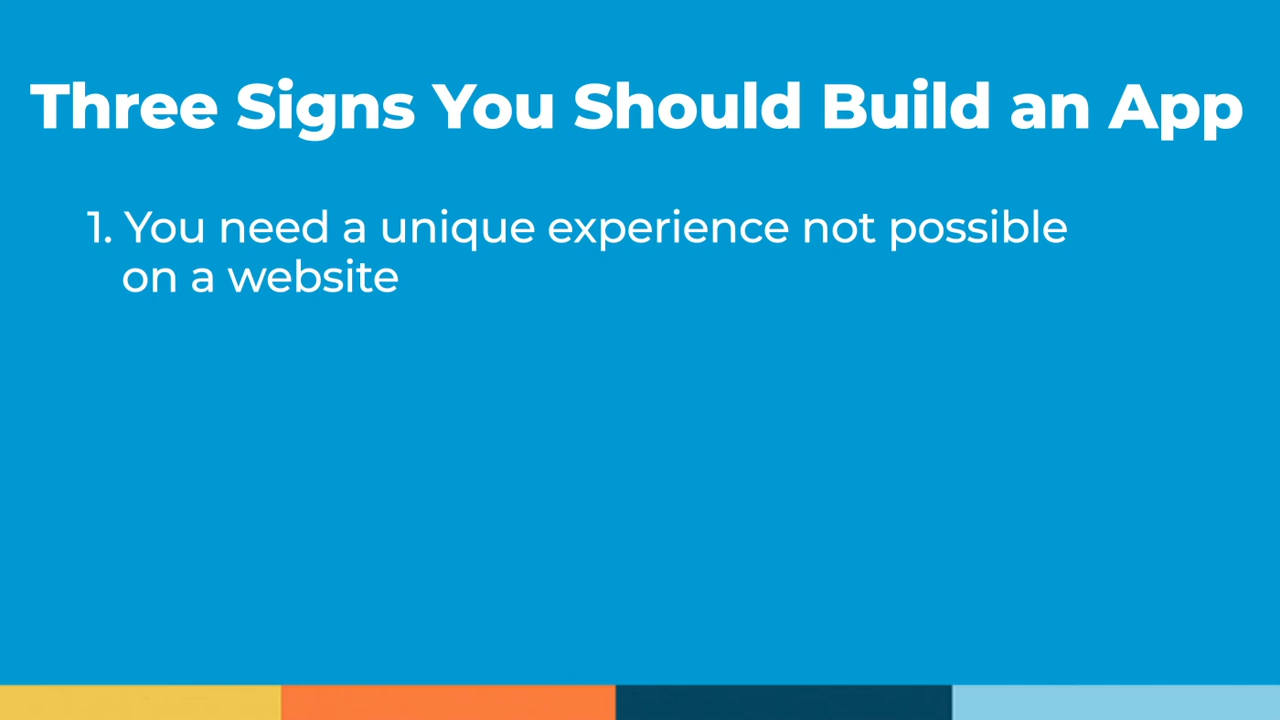 Three Signs You Should Build an App
1. You need a unique experience not possible
on a website